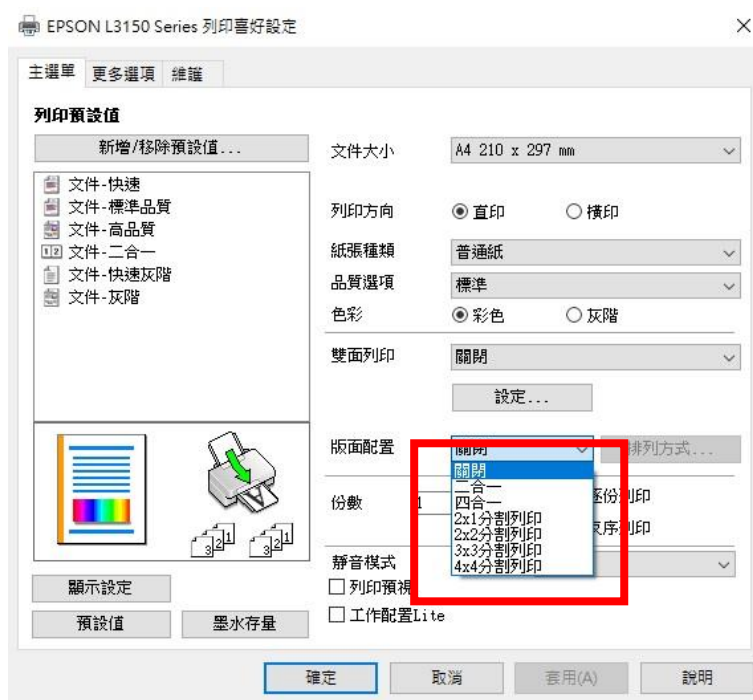 EPSON L3150 Series 列印喜好設定
主選單 更多選項 維護
列印預設值
新增/移除預設值...
文件-快速
文件-標準品質
文件-高品質
文件-二合一
文件-快速灰階
文件-灰階
顯示設定
預設值 墨水存量
文件大小 A4 210 x 297 mm
列印方向 直印 橫印
紙張種類 普通紙
品質選項 標準
色彩 彩色 灰階
雙面列印 關閉
設定...
版面配置 關閉 排列方式...
關閉
二合一
四合一
2x1分割列印
2x2分割列印
3x3分割列印
4x4分割列印
份數 1 逐份列印
反序列印
靜音模式
列印預視
工作配置Lite
確定 取消 套用(A) 說明